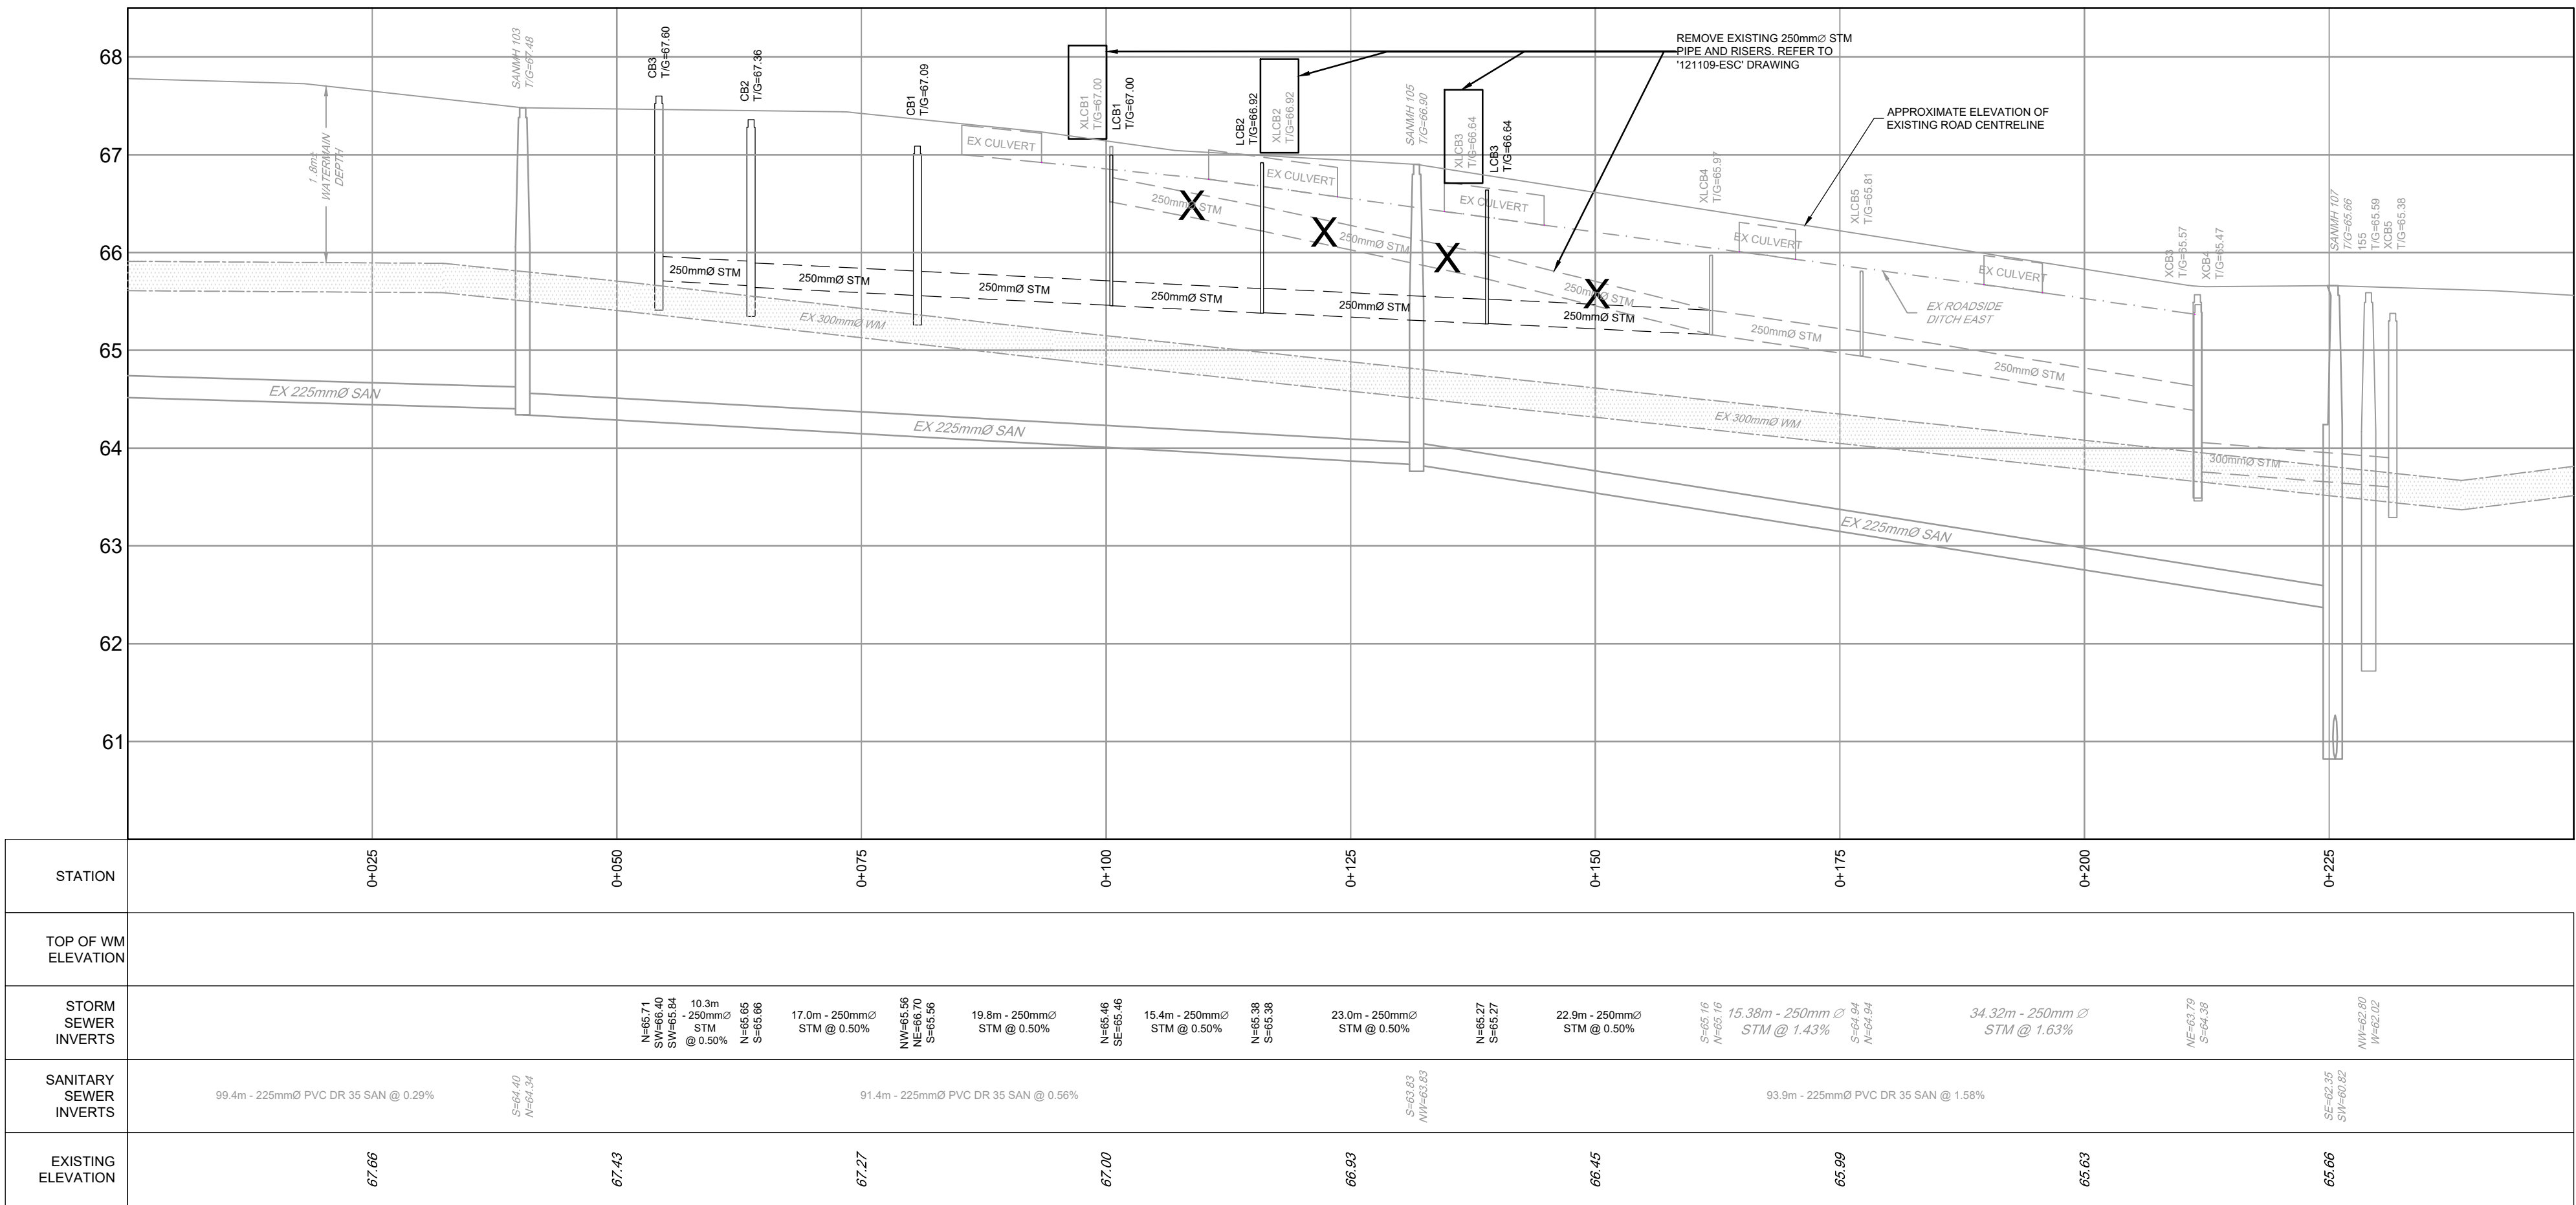 68
67
66
65
64
63
62
61
SANMH 103
T/G=67.48
CB3
T/G=67.60
CB2
T/G=67.36
CB1
T/G=67.09
XLCB1
T/G=67.00
LCB1
T/G=67.00
LCB2
T/G=66.92
XLCB2
T/G=66.92
SANMH 105
T/G=66.90
XLCB3
T/G=66.64
LCB3
T/G=66.64
REMOVE EXISTING 250mmØ STM
PIPE AND RISERS. REFER TO
'121109-ESC' DRAWING
APPROXIMATE ELEVATION OF
EXISTING ROAD CENTRELINE
XLCB4
T/G=65.97
XLCB5
T/G=65.81
XCB3
T/G=65.57
XCB4
T/G=65.47
SANMH 107
T/G=65.66
155
T/G=65.59
XCB5
T/G=65.38
1.8m±
WATERMAIN
DEPTH
EX CULVERT
EX CULVERT
EX CULVERT
EX CULVERT
EX CULVERT
250mmØ STM
X
250mmØ STM
X
X
250mmØ STM
X
EX ROADSIDE
DITCH EAST
250mmØ STM
250mmØ STM
250mmØ STM
250mmØ STM
250mmØ STM
250mmØ STM
250mmØ STM
250mmØ STM
300mmØ STM
EX 300mmØ WM
EX 300mmØ WM
EX 225mmØ SAN
EX 225mmØ SAN
EX 225mmØ SAN
STATION
0+025
0+050
0+075
0+100
0+125
0+150
0+175
0+200
0+225
TOP OF WM
ELEVATION
STORM
SEWER
INVERTS
N=65.71
SW=66.40
SW=65.84
10.3m
- 250mmØ
STM
@ 0.50%
N=65.65
S=65.66
17.0m - 250mmØ
STM @ 0.50%
NW=65.56
NE=66.70
S=65.56
19.8m - 250mmØ
STM @ 0.50%
N=65.46
SE=65.46
15.4m - 250mmØ
STM @ 0.50%
N=65.38
S=65.38
23.0m - 250mmØ
STM @ 0.50%
N=65.27
S=65.27
22.9m - 250mmØ
STM @ 0.50%
S=65.16
N=65.16
15.38m - 250mm Ø
STM @ 1.43%
S=64.94
N=64.94
34.32m - 250mm Ø
STM @ 1.63%
NE=63.79
S=64.38
NW=62.80
W=62.02
SANITARY
SEWER
INVERTS
99.4m - 225mmØ PVC DR 35 SAN @ 0.29%
S=64.40
N=64.34
91.4m - 225mmØ PVC DR 35 SAN @ 0.56%
S=63.83
NW=63.83
93.9m - 225mmØ PVC DR 35 SAN @ 1.58%
SE=62.35
SW=60.82
EXISTING
ELEVATION
67.66
67.43
67.27
67.00
66.93
66.45
65.99
65.63
65.66